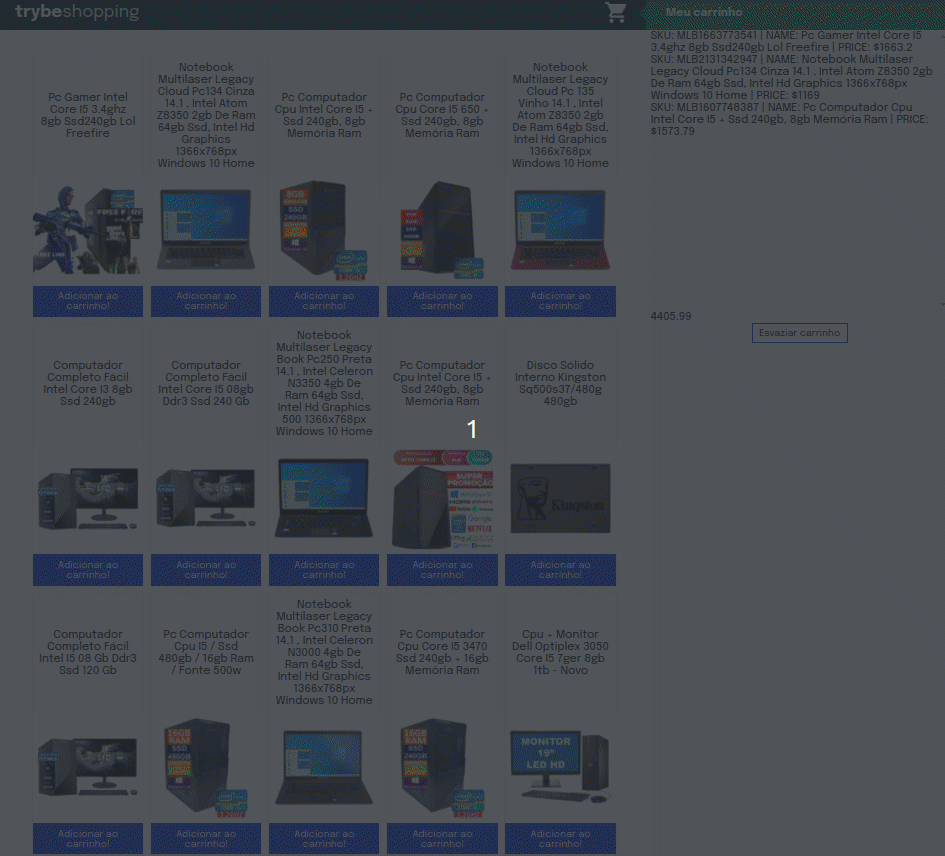 trybeshopping
Meu carrinho
SKU: MLB1663773541 | NAME: Pc Gamer Intel Core I5
3.4ghz 8gb Ssd240gb Lol Freefire | PRICE: $1663.2
SKU: MLB2131342947 | NAME: Notebook Multilaser
Legacy Cloud Pc134 Cinza 14.1 , Intel Atom Z8350 2gb
De Ram 64gb Ssd, Intel Hd Graphics 1366x768px
Windows 10 Home | PRICE: $1169
SKU: MLB1607748387 | NAME: Pc Computador Cpu
Intel Core I5 + Ssd 240gb, 8gb Memória Ram | PRICE:
$1573.79
4405.99
Esvaziar carrinho
Pc Gamer Intel
Core I5 3.4ghz
8gb Ssd240gb Lol
Freefire
Notebook
Multilaser Legacy
Cloud Pc134 Cinza
14.1 , Intel Atom
Z8350 2gb De Ram
64gb Ssd, Intel Hd
Graphics
1366x768px
Windows 10 Home
Pc Computador
Cpu Intel Core I5 +
Ssd 240gb, 8gb
Memória Ram
Pc Computador
Cpu Core I5 650 +
Ssd 240gb, 8gb
Memória Ram
Notebook
Multilaser Legacy
Cloud Pc 135
Vinho 14.1 , Intel
Atom Z8350 2gb
De Ram 64gb Ssd,
Intel Hd Graphics
1366x768px
Windows 10 Home
8GB
SSD
240GB
Adicionar ao
carrinho!
Adicionar ao
carrinho!
Adicionar ao
carrinho!
Adicionar ao
carrinho!
Adicionar ao
carrinho!
Computador
Completo Fácil
Intel Core I3 8gb
Ssd 240gb
Computador
Completo Fácil
Intel Core I5 08gb
Ddr3 Ssd 240 Gb
Notebook
Multilaser Legacy
Book Pc250 Preta
14.1 , Intel Celeron
N3350 4gb De
Ram 64gb Ssd,
Intel Hd Graphics
500 1366x768px
Windows 10 Home
Pc Computador
Cpu Intel Core I5 +
Ssd 240gb, 8gb
Memória Ram
Disco Sólido
Interno Kingston
Sq500s37/480g
480gb
1
SUPER
PROMOÇÃO
Google
NETFLIX
Kingston
Adicionar ao
carrinho!
Adicionar ao
carrinho!
Adicionar ao
carrinho!
Adicionar ao
carrinho!
Adicionar ao
carrinho!
Computador
Completo Facil
Intel I5 08 Gb Ddr3
Ssd 120 Gb
Pc Computador
Cpu I5 / Ssd
480gb / 16gb Ram
/ Fonte 500w
Notebook
Multilaser Legacy
Book Pc310 Preta
14.1 , Intel Celeron
N3000 4gb De
Ram 64gb Ssd,
Intel Hd Graphics
1366x768px
Windows 10 Home
Pc Computador
Cpu Core I5 3470
Ssd 240gb - 16gb
Memória Ram
Cpu + Monitor
Dell Optiplex 3050
Core I5 7ger 8gb
1tb - Novo
16GB
RAM
SSD
480GB
16GB
RAM
SSD
240GB
MONITOR
19"
LED HD
Adicionar ao
carrinho!
Adicionar ao
carrinho!
Adicionar ao
carrinho!
Adicionar ao
carrinho!
Adicionar ao
carrinho!